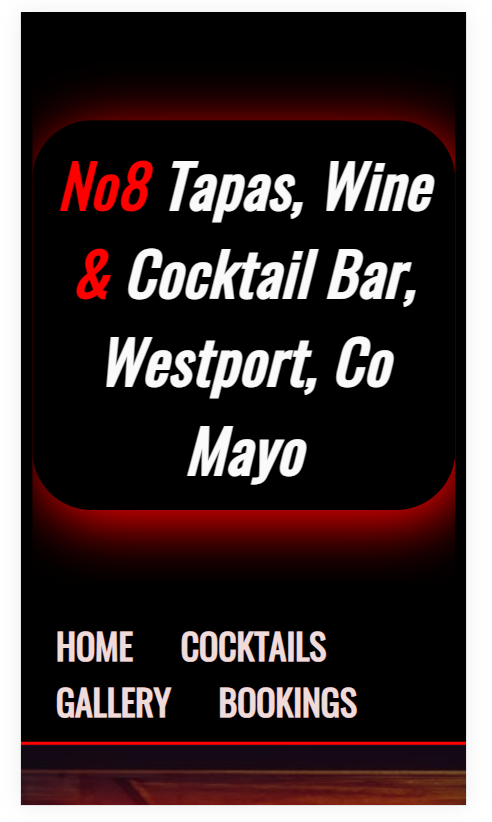 No8 Tapas, Wine
& Cocktail Bar,
Westport, Co
Mayo
HOME COCKTAILS
GALLERY BOOKINGS